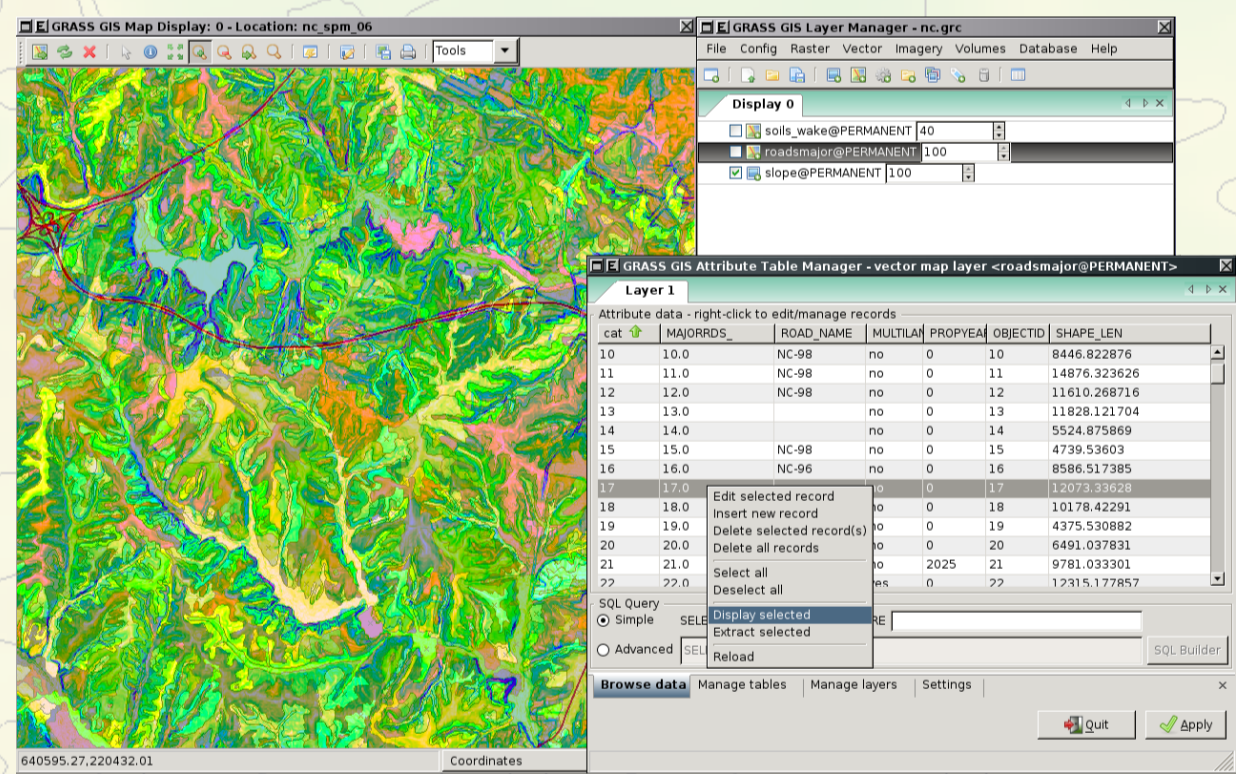 GRASS GIS Map Display: 0 - Location: nc_spm_06
Tools
640595.27,220432.01
Coordinates
GRASS GIS Layer Manager - nc.grc
File Config Raster Vector Imagery Volumes Database Help
Display 0
soils_wake@PERMANENT 40
roadsmajor@PERMANENT 100
slope@PERMANENT 100
GRASS GIS Attribute Table Manager - vector map layer <roadsmajor@PERMANENT>
Layer 1
Attribute data - right-click to edit/manage records
cat MAJORRDS_ ROAD_NAME MULTILAN PROPYEAR OBJECTID SHAPE_LEN
10 10.0 NC-98 no 0 10 8446.822876
11 11.0 NC-98 no 0 11 14876.323626
12 12.0 NC-98 no 0 12 11610.268716
13 13.0 no 0 13 11828.121704
14 14.0 no 0 14 5524.875869
15 15.0 NC-98 no 0 15 4739.53603
16 16.0 NC-96 no 0 16 8586.517385
17 17.0 no 0 17 12073.33628
18 18.0 no 0 18 10178.42291
19 19.0 no 0 19 4375.530882
20 20.0 no 0 20 6491.037831
21 21.0 no 2025 21 9781.033301
22 22.0 yes 0 22 12315.177857
Edit selected record
Insert new record
Delete selected record(s)
Delete all records
Select all
Deselect all
Display selected
Extract selected
Reload
SQL Query
Simple SELE RE
Advanced SEL SQL Builder
Browse data Manage tables Manage layers Settings
Quit Apply